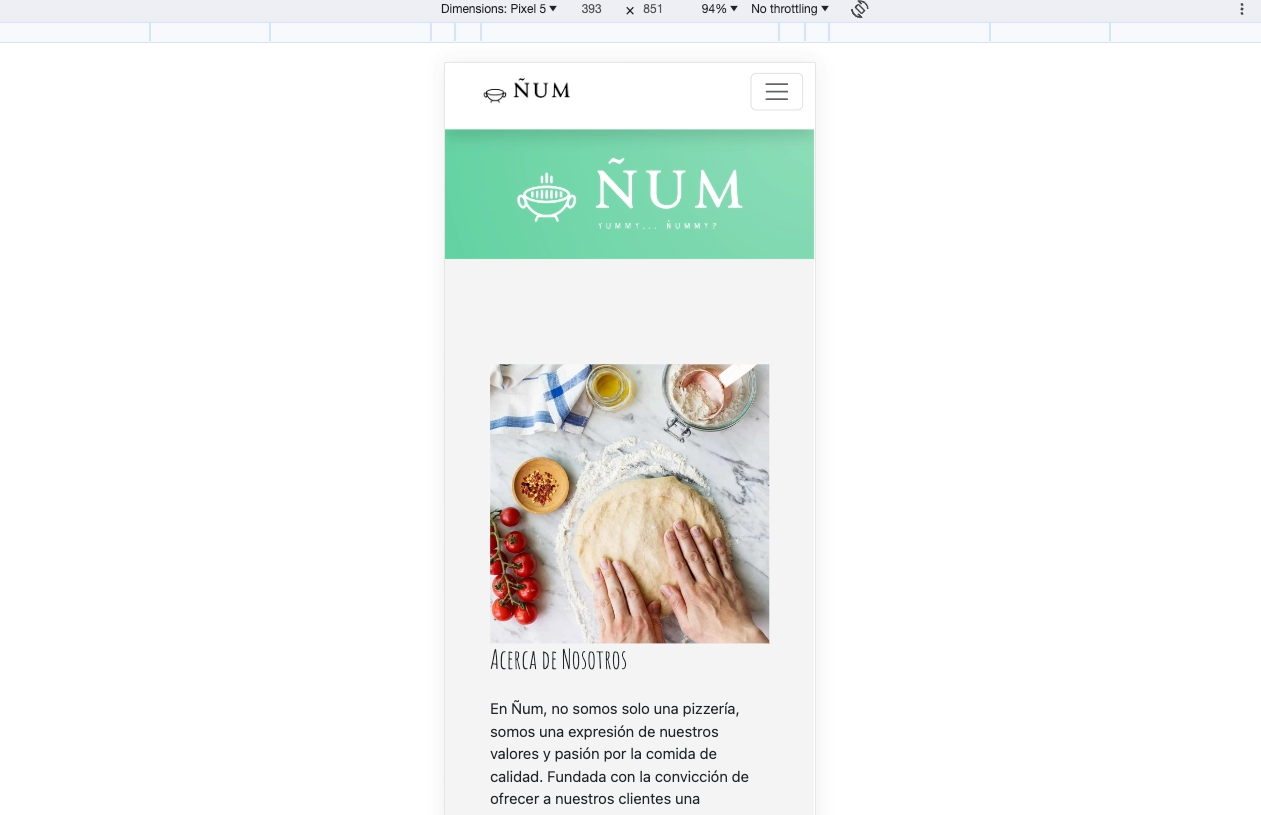 Dimensions: Pixel 5 ▼ 393 × 851 94% ▼ No throttling ▼
ÑUM
ÑUM
YUMMY... ÑUMMY?
Acerca de Nosotros
En Ñum, no somos solo una pizzería,
somos una expresión de nuestros
valores y pasión por la comida de
calidad. Fundada con la convicción de
ofrecer a nuestros clientes una